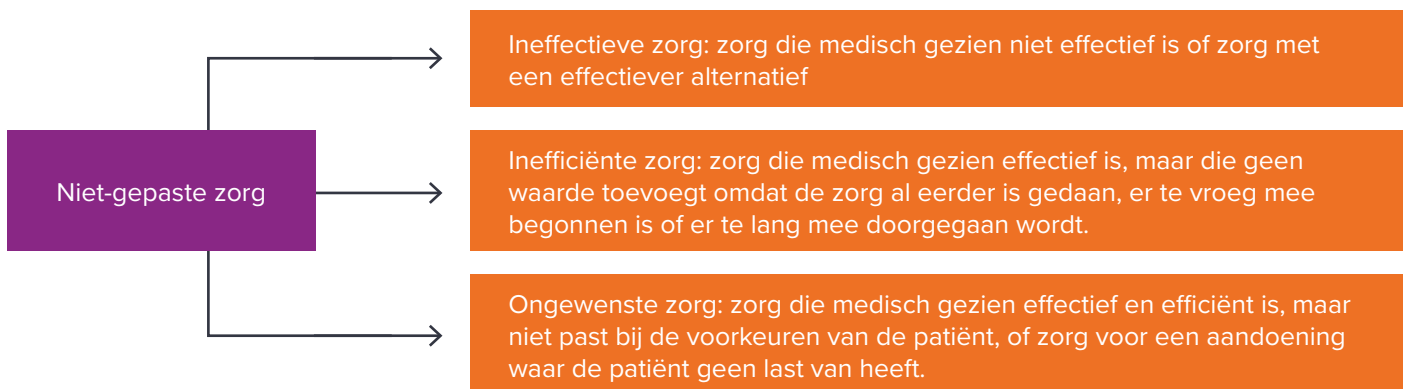 Ineffectieve zorg: zorg die medisch gezien niet effectief is of zorg met
een effectiever alternatief
Niet-gepaste zorg
Inefficiënte zorg: zorg die medisch gezien effectief is, maar die geen
waarde toevoegt omdat de zorg al eerder is gedaan, er te vroeg mee
begonnen is of er te lang mee doorgegaan wordt.
Ongewenste zorg: zorg die medisch gezien effectief en efficiënt is, maar
niet past bij de voorkeuren van de patiënt, of zorg voor een aandoening
waar de patiënt geen last van heeft.